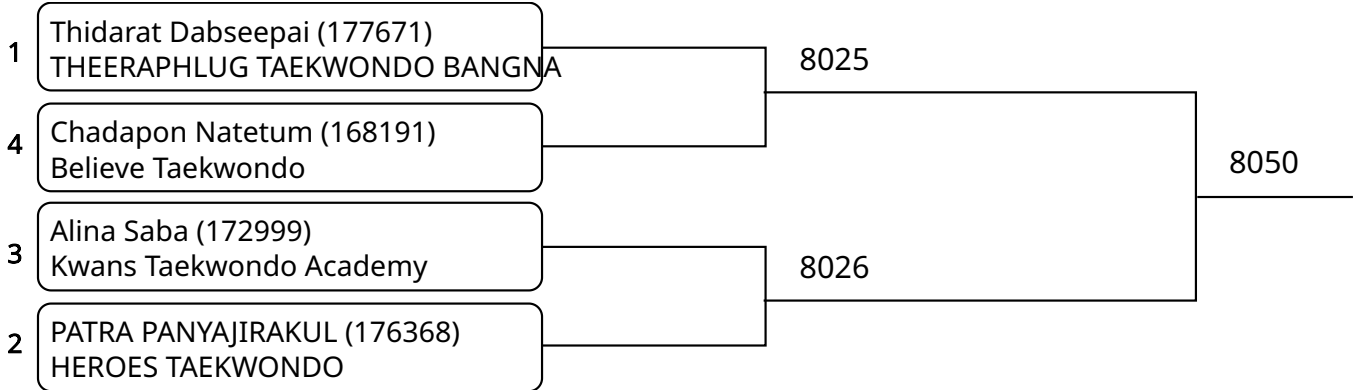 1
Thidarat Dabseepai (177671)
THEERAPHLUG TAEKWONDO BANGNA
8025
4
Chadapon Natetum (168191)
Believe Taekwondo
8050
3
Alina Saba (172999)
Kwans Taekwondo Academy
8026
2
PATRA PANYAJIRAKUL (176368)
HEROES TAEKWONDO